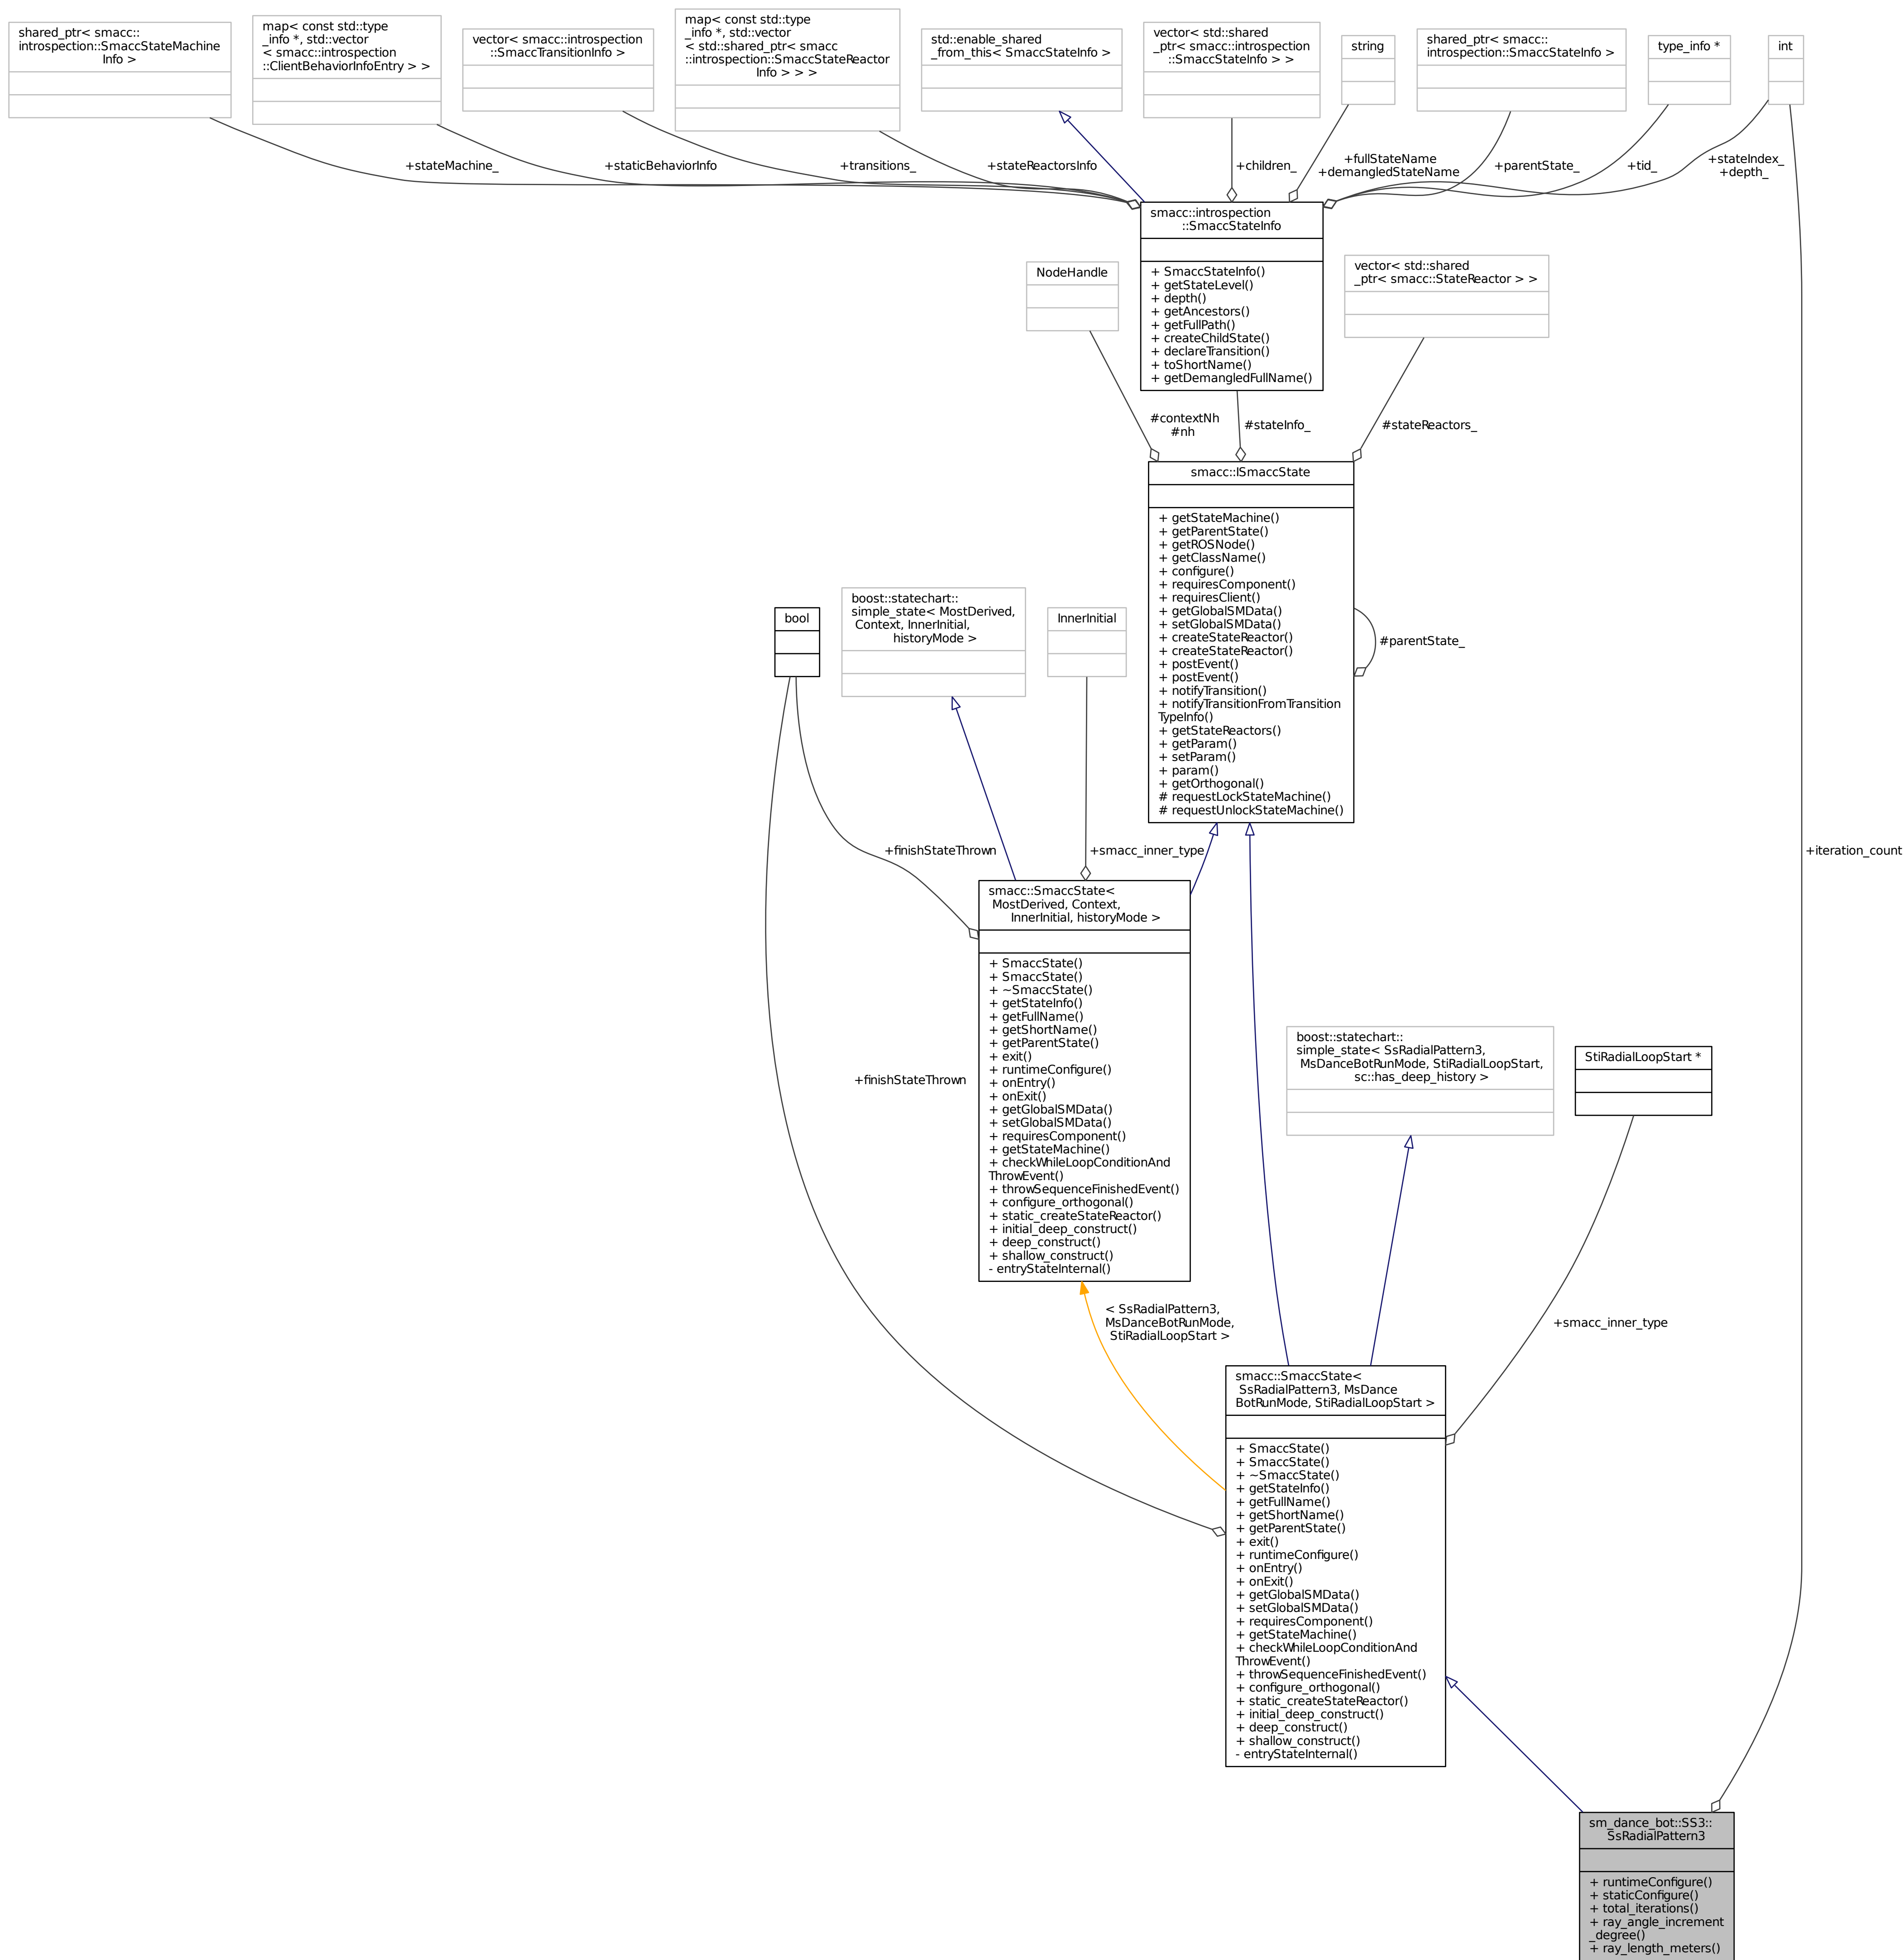 shared_ptr< smacc::
introspection::SmaccStateMachine
Info >
map< const std::type
_info *, std::vector
< smacc::introspection
::ClientBehaviorInfoEntry > >
vector< smacc::introspection
::SmaccTransitionInfo >
map< const std::type
_info *, std::vector
< std::shared_ptr< smacc
::introspection::SmaccStateReactor
Info > > >
std::enable_shared
_from_this< SmaccStateInfo >
vector< std::shared
_ptr< smacc::introspection
::SmaccStateInfo > >
string
shared_ptr< smacc::
introspection::SmaccStateInfo >
type_info *
int
+stateMachine_
+staticBehaviorInfo
+transitions_
+stateReactorsInfo
+children_
+fullStateName
+demangledStateName
+parentState_
+tid_
+stateIndex_
+depth_
smacc::introspection
::SmaccStateInfo
+ SmaccStateInfo()
+ getStateLevel()
+ depth()
+ getAncestors()
+ getFullPath()
+ createChildState()
+ declareTransition()
+ toShortName()
+ getDemangledFullName()
NodeHandle
vector< std::shared
_ptr< smacc::StateReactor > >
#contextNh
#nh
#stateInfo_
#stateReactors_
smacc::ISmaccState
+ getStateMachine()
+ getParentState()
+ getROSNode()
+ getClassName()
+ configure()
+ requiresComponent()
+ requiresClient()
+ getGlobalSMData()
+ setGlobalSMData()
+ createStateReactor()
+ createStateReactor()
+ postEvent()
+ postEvent()
+ notifyTransition()
+ notifyTransitionFromTransition
TypeInfo()
+ getStateReactors()
+ getParam()
+ setParam()
+ param()
+ getOrthogonal()
# requestLockStateMachine()
# requestUnlockStateMachine()
#parentState_
bool
boost::statechart::
simple_state< MostDerived,
Context, InnerInitial,
historyMode >
InnerInitial
+finishStateThrown
+smacc_inner_type
+iteration_count
smacc::SmaccState<
MostDerived, Context,
InnerInitial, historyMode >
+ SmaccState()
+ SmaccState()
+ ~SmaccState()
+ getStateInfo()
+ getFullName()
+ getShortName()
+ getParentState()
+ exit()
+ runtimeConfigure()
+ onEntry()
+ onExit()
+ getGlobalSMData()
+ setGlobalSMData()
+ requiresComponent()
+ getStateMachine()
+ checkWhileLoopConditionAnd
ThrowEvent()
+ throwSequenceFinishedEvent()
+ configure_orthogonal()
+ static_createStateReactor()
+ initial_deep_construct()
+ deep_construct()
+ shallow_construct()
- entryStateInternal()
+finishStateThrown
boost::statechart::
simple_state< SsRadialPattern3,
MsDanceBotRunMode, StiRadialLoopStart,
sc::has_deep_history >
StiRadialLoopStart *
< SsRadialPattern3,
MsDanceBotRunMode,
StiRadialLoopStart >
+smacc_inner_type
smacc::SmaccState<
SsRadialPattern3, MsDance
BotRunMode, StiRadialLoopStart >
+ SmaccState()
+ SmaccState()
+ ~SmaccState()
+ getStateInfo()
+ getFullName()
+ getShortName()
+ getParentState()
+ exit()
+ runtimeConfigure()
+ onEntry()
+ onExit()
+ getGlobalSMData()
+ setGlobalSMData()
+ requiresComponent()
+ getStateMachine()
+ checkWhileLoopConditionAnd
ThrowEvent()
+ throwSequenceFinishedEvent()
+ configure_orthogonal()
+ static_createStateReactor()
+ initial_deep_construct()
+ deep_construct()
+ shallow_construct()
- entryStateInternal()
sm_dance_bot::SS3::
SsRadialPattern3
+ runtimeConfigure()
+ staticConfigure()
+ total_iterations()
+ ray_angle_increment
_degree()
+ ray_length_meters()